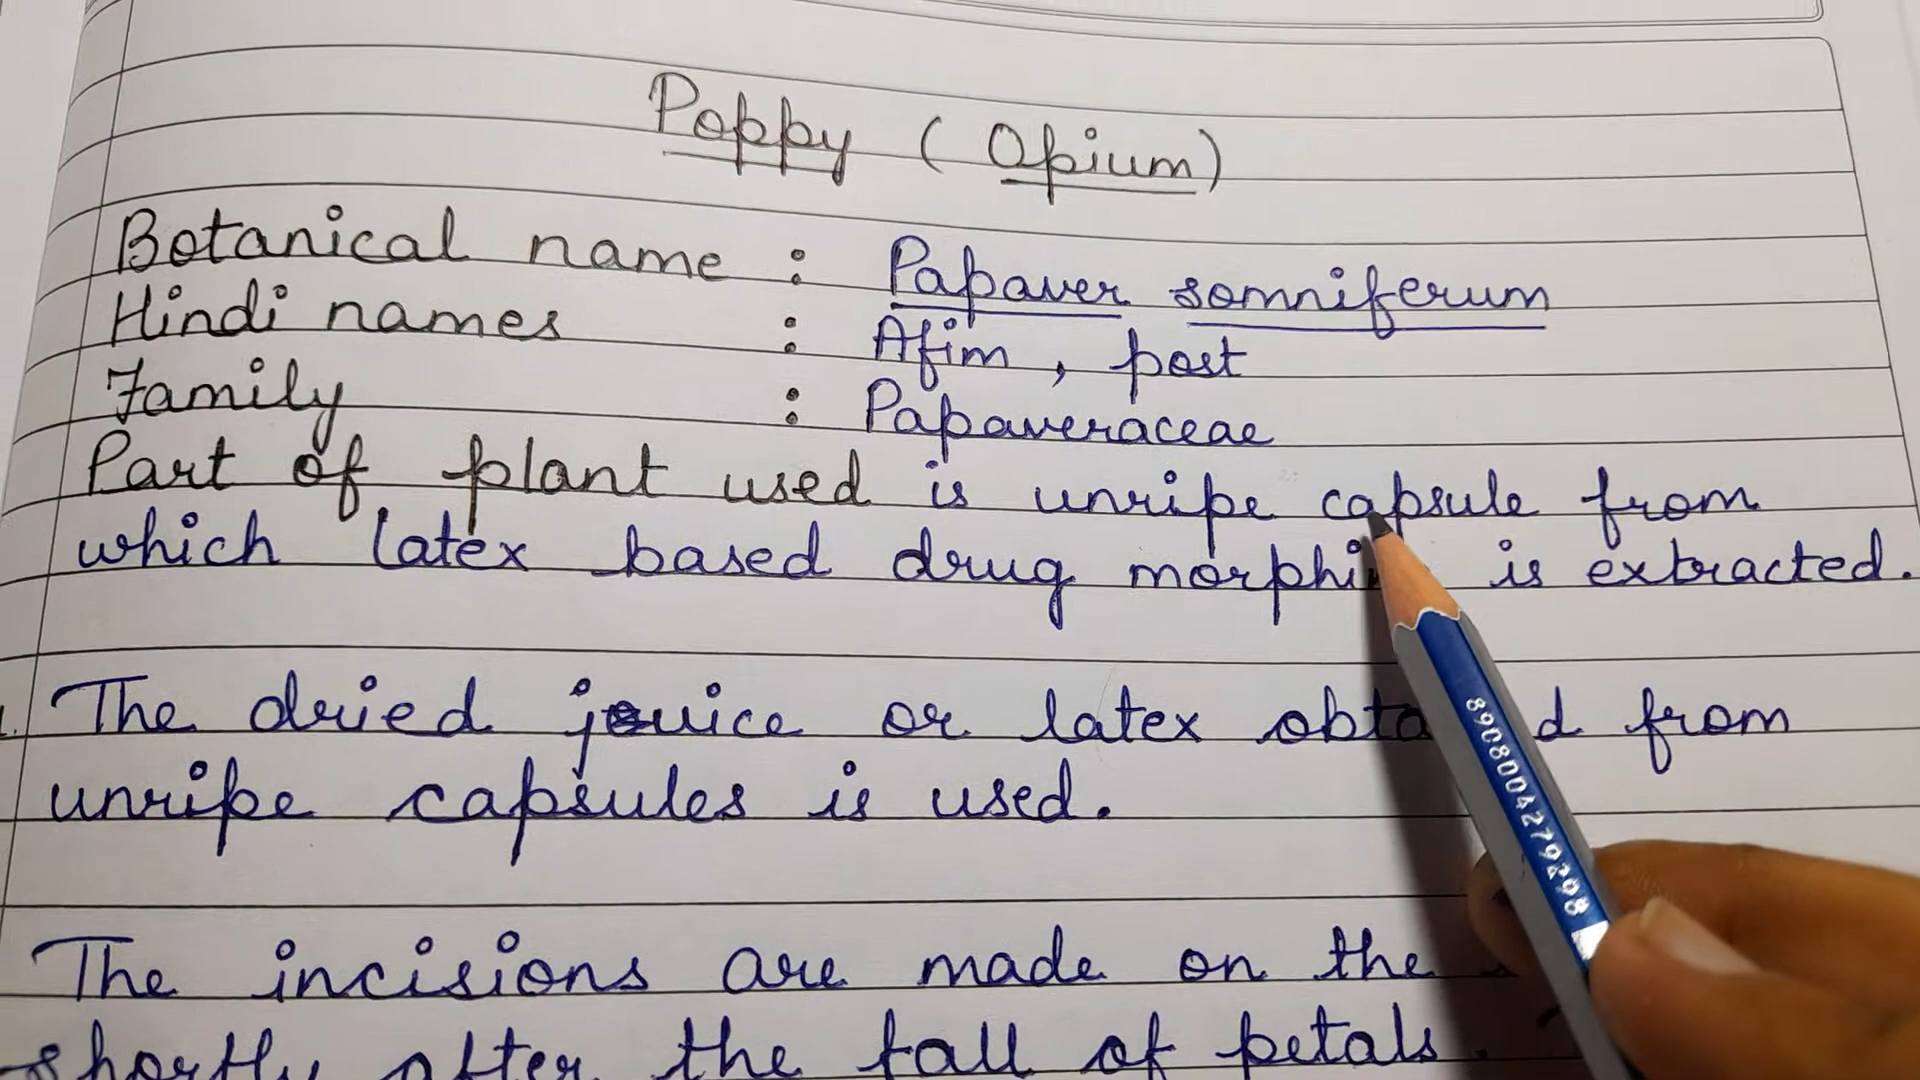 Poppy (Opium)
Botanical name : Papaver somniferum
Hindi names : Afim, post
Family : Papaveraceae
Part of plant used is unripe capsule from
which latex based drug is extracted.
The dried juice or latex from
unripe capsules is used.
The incisions are made on the
shortly after the fall of petals.
8908004279298